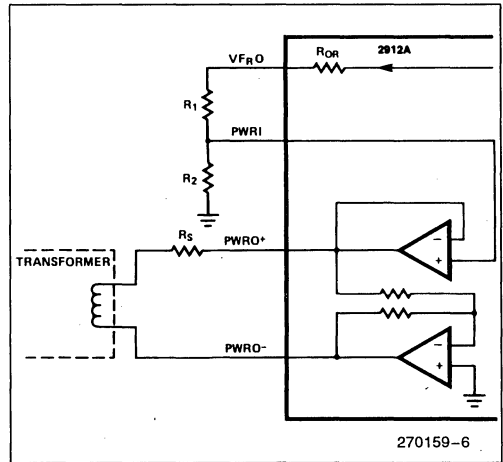 2912A
VFRO
ROR
R1
PWRI
R2
RS
PWRO+
TRANSFORMER
PWRO-
-
+
-
+
270159-6